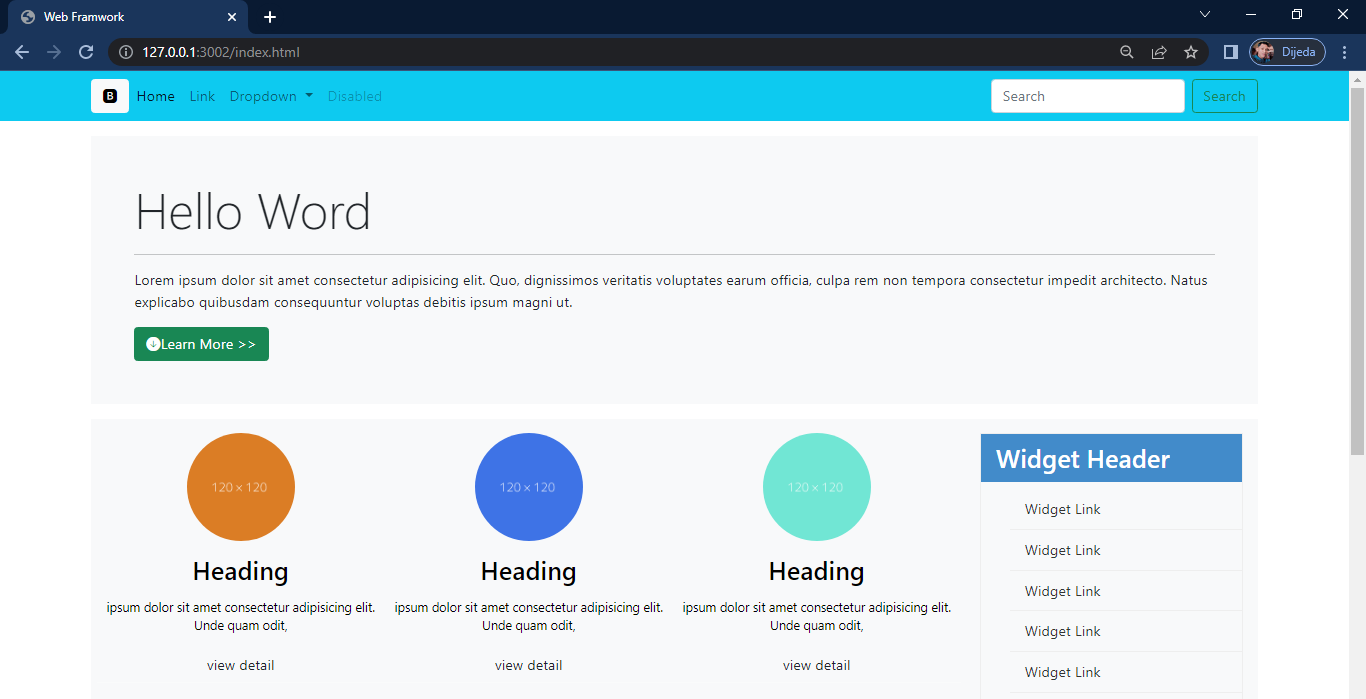 Web Framwork
127.0.0.1:3002/index.html
Dijeda
B Home Link Dropdown Disabled
Search Search
Hello Word
Lorem ipsum dolor sit amet consectetur adipisicing elit. Quo, dignissimos veritatis voluptates earum officia, culpa rem non tempora consectetur impedit architecto. Natus
explicabo quibusdam consequuntur voluptas debitis ipsum magni ut.
Learn More >>
120 × 120
Heading
ipsum dolor sit amet consectetur adipisicing elit.
Unde quam odit,
view detail
120 × 120
Heading
ipsum dolor sit amet consectetur adipisicing elit.
Unde quam odit,
view detail
120 × 120
Heading
ipsum dolor sit amet consectetur adipisicing elit.
Unde quam odit,
view detail
Widget Header
Widget Link
Widget Link
Widget Link
Widget Link
Widget Link